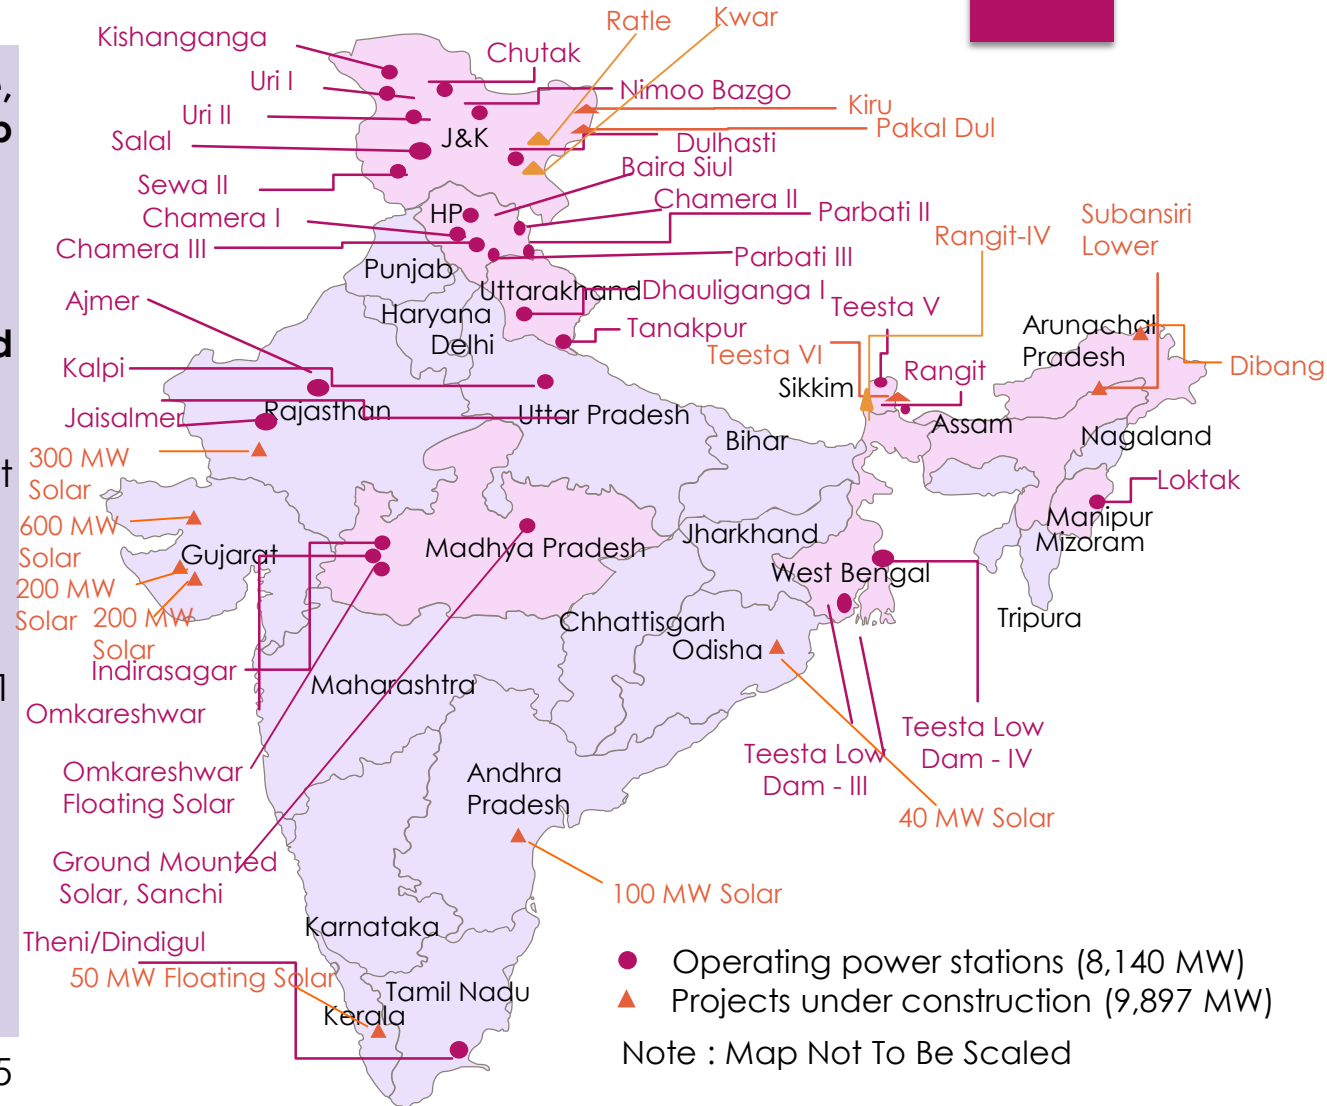 Ratle
Kwar
Kishanganga
Chutak
Uri I
Nimoo Bazgo
Kiru
Uri II
Pakal Dul
Salal
J&K
Dulhasti
Baira Siul
Sewa II
Chamera II
HP
Chamera I
Parbati II
Subansiri
Lower
Rangit-IV
Chamera III
Parbati III
Punjab
Uttarakhand
Dhauliganga I
Ajmer
Teesta V
Haryana
Delhi
Tanakpur
Arunachal
Pradesh
Teesta VI
Kalpi
Rangit
Dibang
Sikkim
Jaisalmer
Rajasthan
Uttar Pradesh
Assam
Bihar
Nagaland
300 MW
Solar
Loktak
600 MW
Solar
Manipur
Mizoram
Gujarat
Madhya Pradesh
Jharkhand
West Bengal
200 MW
Solar
200 MW
Solar
Tripura
Chhattisgarh
Odisha
Indirasagar
Maharashtra
Omkareshwar
Teesta Low
Dam - IV
Teesta Low
Dam - III
Omkareshwar
Floating Solar
Andhra
Pradesh
40 MW Solar
Ground Mounted
Solar, Sanchi
100 MW Solar
Karnataka
Theni/Dindigul
50 MW Floating Solar
Tamil Nadu
Kerala
Operating power stations (8,140 MW)
Projects under construction (9,897 MW)
Note : Map Not To Be Scaled